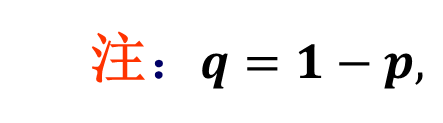 注：q = 1 − p,